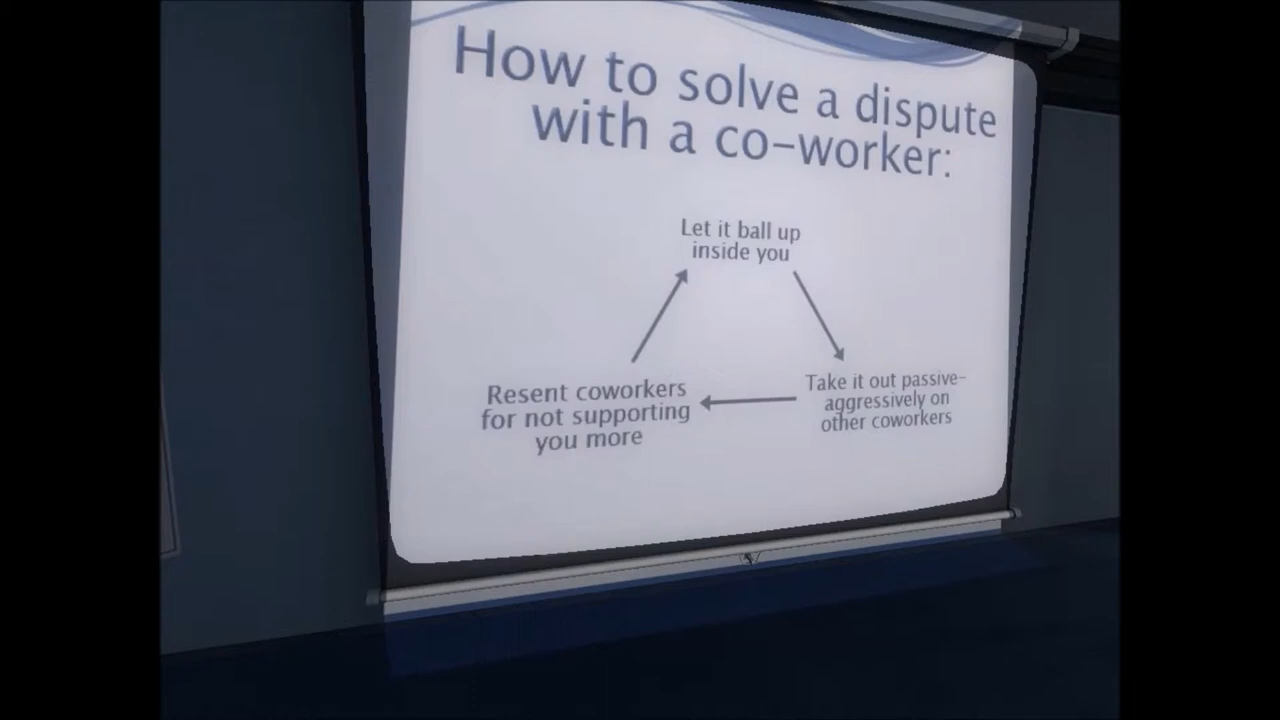 How to solve a dispute
with a co-worker:
Let it ball up
inside you
Take it out passive-
aggressively on
other coworkers
Resent coworkers
for not supporting
you more